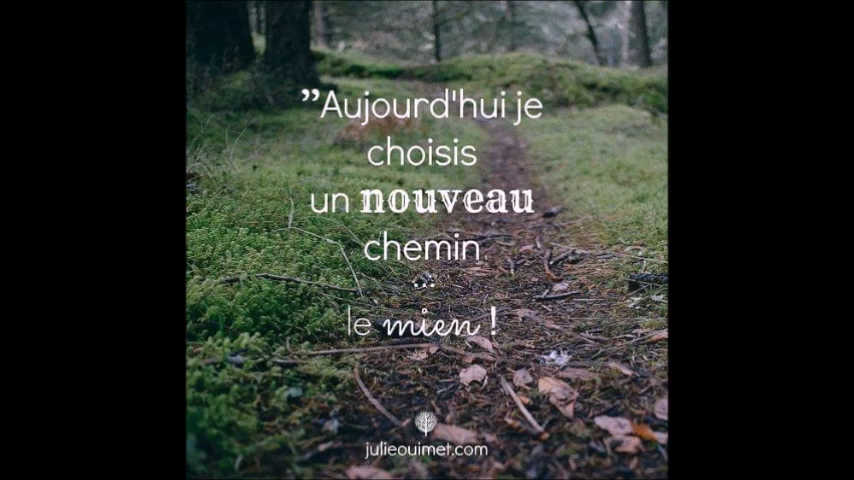 ”Aujourd'hui je
choisis
un nouveau
chemin
...
le mien !
julieouimet.com